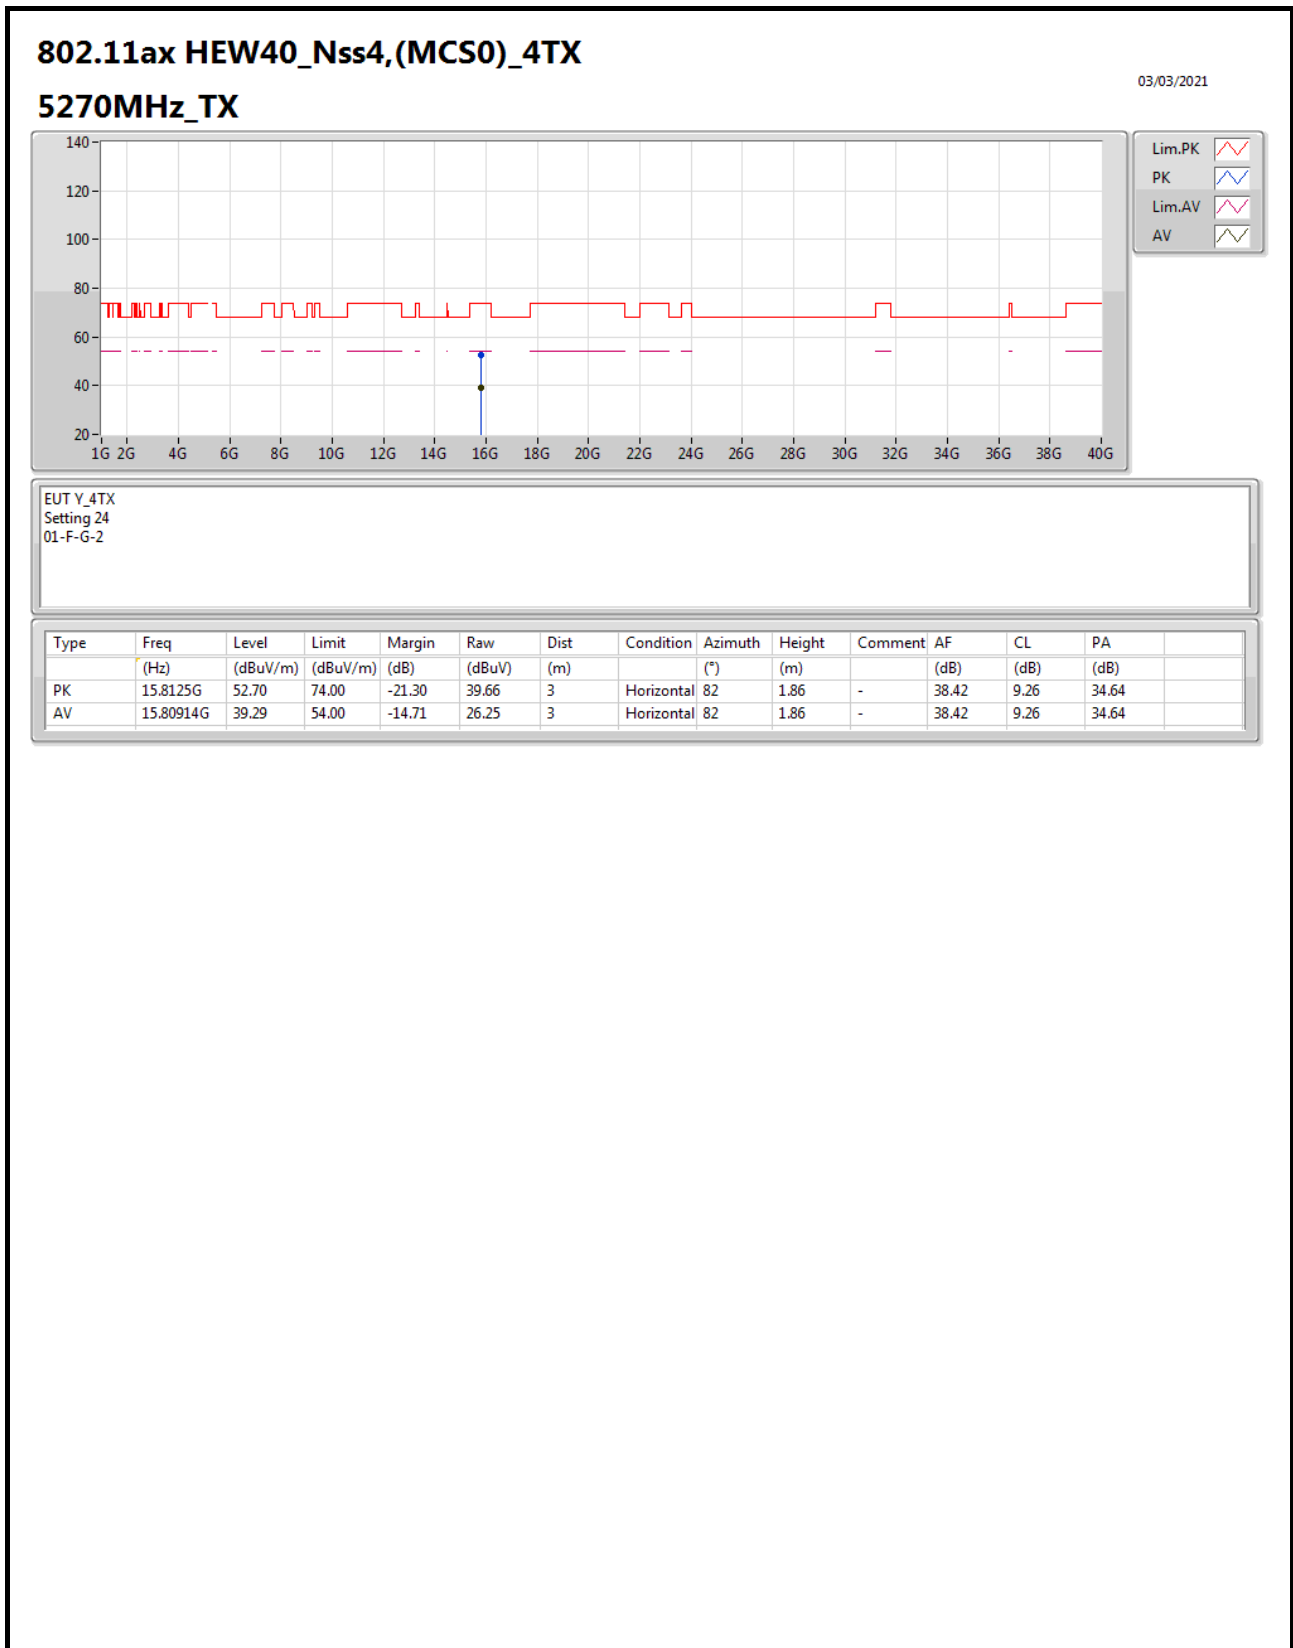 802.11ax HEW40_Nss4,(MCS0)_4TX
03/03/2021
5270MHz_TX
140
120
100
80
60
40
20
1G 2G 4G 6G 8G 10G 12G 14G 16G 18G 20G 22G 24G 26G 28G 30G 32G 34G 36G 38G 40G
Lim.PK
PK
Lim.AV
AV
EUT Y_4TX
Setting 24
01-F-G-2
Type Freq Level Limit Margin Raw Dist Condition Azimuth Height Comment AF CL PA
(Hz) (dBuV/m) (dBuV/m) (dB) (dBuV) (m) (°) (m) (dB) (dB) (dB)
PK 15.8125G 52.70 74.00 -21.30 39.66 3 Horizontal 82 1.86 - 38.42 9.26 34.64
AV 15.80914G 39.29 54.00 -14.71 26.25 3 Horizontal 82 1.86 - 38.42 9.26 34.64